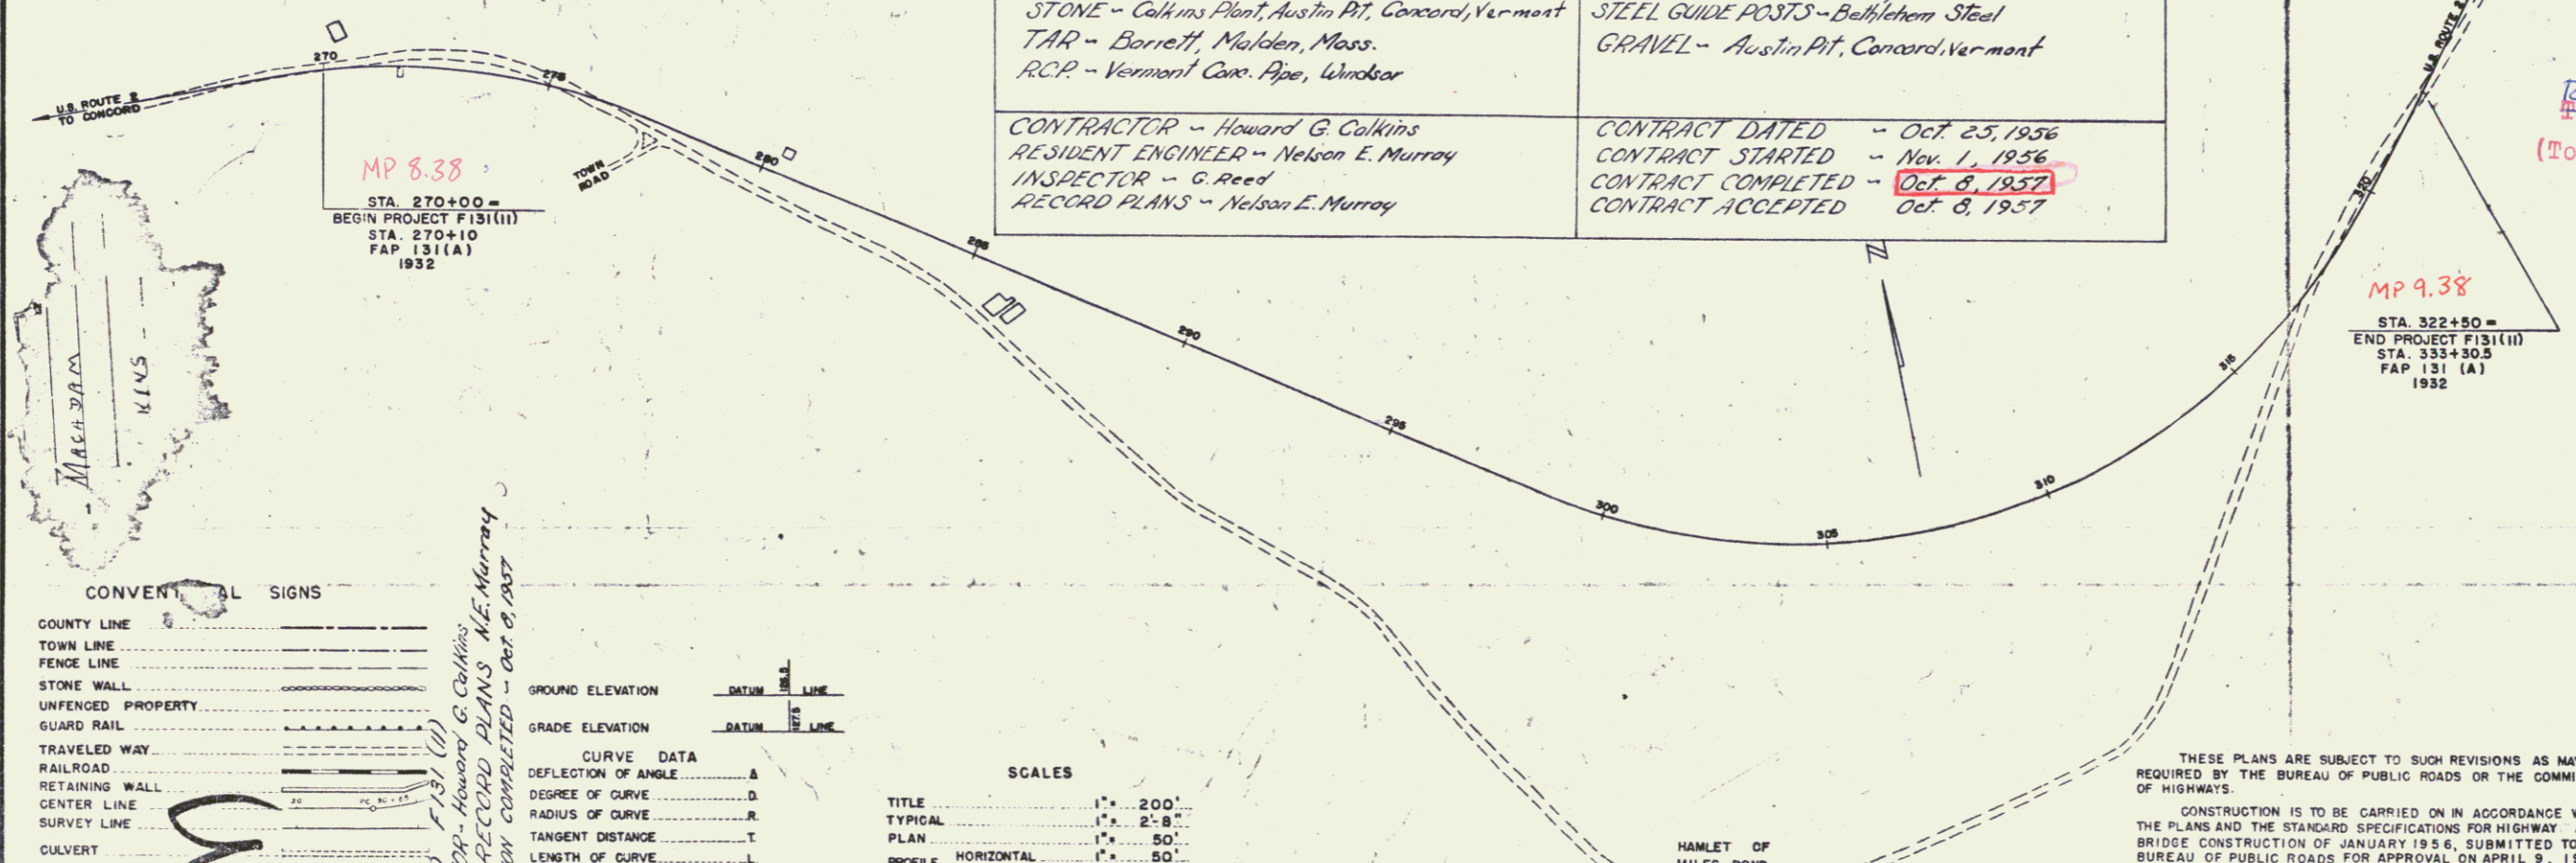 STONE ~ Calkins Plant, Austin Pit, Concord, Vermont
TAR ~ Barrett, Malden, Mass.
R.C.P. ~ Vermont Conc. Pipe, Windsor
STEEL GUIDE POSTS ~ Bethlehem Steel
GRAVEL ~ Austin Pit, Concord, Vermont
CONTRACTOR ~ Howard G. Calkins
RESIDENT ENGINEER ~ Nelson E. Murray
INSPECTOR ~ G. Reed
RECORD PLANS ~ Nelson E. Murray
CONTRACT DATED ~ Oct. 25, 1956
CONTRACT STARTED ~ Nov. 1, 1956
CONTRACT COMPLETED ~ Oct. 8, 1957
CONTRACT ACCEPTED Oct. 8, 1957
U.S. ROUTE 2
TO CONCORD
270
275
280
285
290
295
300
305
310
315
320
U.S. ROUTE 2
TOWN
ROAD
MP 8.38
STA. 270+00 =
BEGIN PROJECT F131(11)
STA. 270+10
FAP 131(A)
1932
N
(To
MP 9.38
STA. 322+50 =
END PROJECT F131(11)
STA. 333+30.5
FAP 131 (A)
1932
MACADAM
KINS -
CONVENT AL SIGNS
COUNTY LINE
TOWN LINE
FENCE LINE
STONE WALL
UNFENCED PROPERTY
GUARD RAIL
TRAVELED WAY
RAILROAD
RETAINING WALL
CENTER LINE
SURVEY LINE
CULVERT
F 131 (11)
OR - Howard G. Calkins
RECORD PLANS N.E. Murray
ON COMPLETED - Oct. 8, 1957
GROUND ELEVATION DATUM LINE
GRADE ELEVATION DATUM 127.5 LINE
CURVE DATA
DEFLECTION OF ANGLE Δ
DEGREE OF CURVE D
RADIUS OF CURVE R
TANGENT DISTANCE T
LENGTH OF CURVE L
SCALES
TITLE 1" = 200'
TYPICAL 1" = 2'-8"
PLAN 1" = 50'
PROFILE HORIZONTAL 1" = 50'
HAMLET OF
MILES POND
THESE PLANS ARE SUBJECT TO SUCH REVISIONS AS MA
REQUIRED BY THE BUREAU OF PUBLIC ROADS OR THE COMMI
OF HIGHWAYS.
CONSTRUCTION IS TO BE CARRIED ON IN ACCORDANCE W
THE PLANS AND THE STANDARD SPECIFICATIONS FOR HIGHWAY
BRIDGE CONSTRUCTION OF JANUARY 1956, SUBMITTED TO
BUREAU OF PUBLIC ROADS FOR APPROVAL ON APRIL 9,